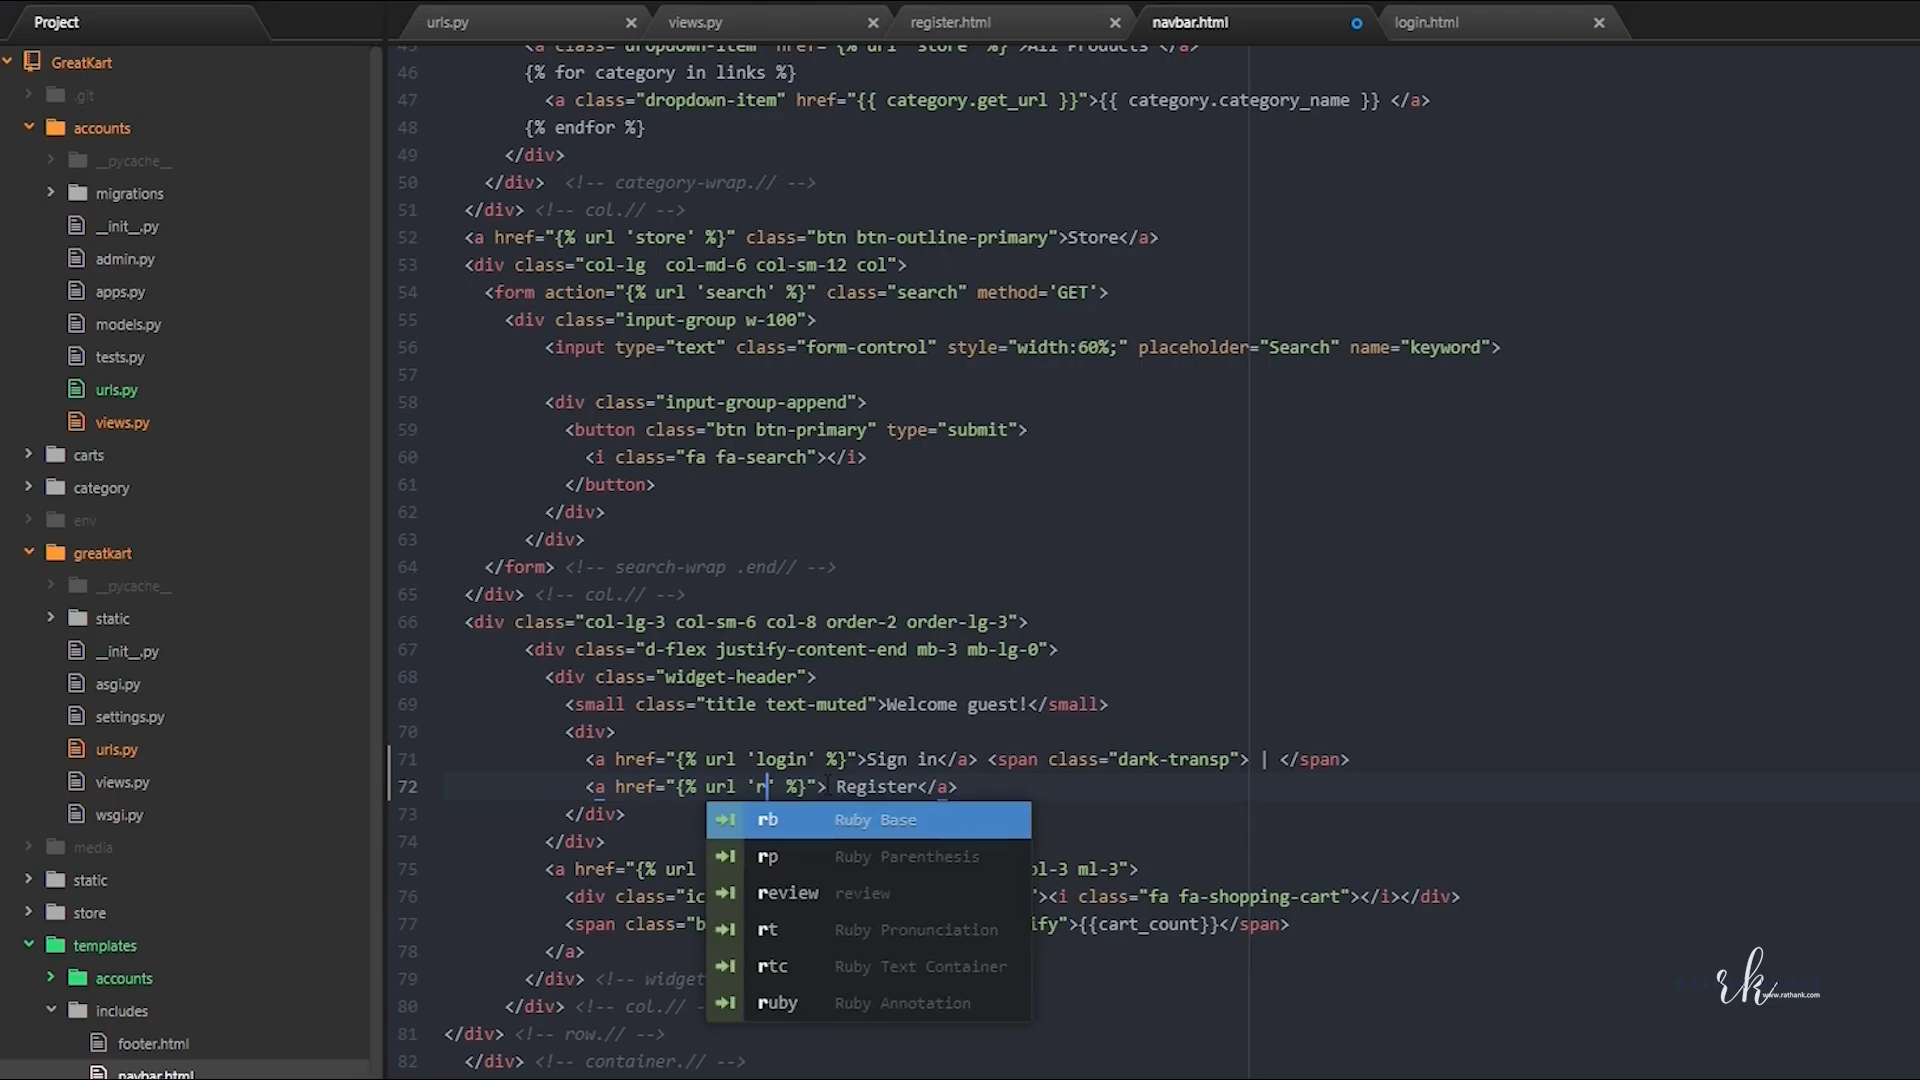 Project
urls.py
views.py
register.html
navbar.html
login.html
GreatKart
.git
accounts
__pycache__
migrations
__init__.py
admin.py
apps.py
models.py
tests.py
urls.py
views.py
carts
category
env
greatkart
__pycache__
static
__init__.py
asgi.py
settings.py
urls.py
views.py
wsgi.py
media
static
store
templates
accounts
includes
footer.html
navbar.html
45 <a class="dropdown-item" href="{% url 'store' %}">All Products </a>
46 {% for category in links %}
47 <a class="dropdown-item" href="{{ category.get_url }}">{{ category.category_name }} </a>
48 {% endfor %}
49 </div>
50 </div> <!-- category-wrap.// -->
51 </div> <!-- col.// -->
52 <a href="{% url 'store' %}" class="btn btn-outline-primary">Store</a>
53 <div class="col-lg  col-md-6 col-sm-12 col">
54 <form action="{% url 'search' %}" class="search" method='GET'>
55 <div class="input-group w-100">
56 <input type="text" class="form-control" style="width:60%;" placeholder="Search" name="keyword">
57
58 <div class="input-group-append">
59 <button class="btn btn-primary" type="submit">
60 <i class="fa fa-search"></i>
61 </button>
62 </div>
63 </div>
64 </form> <!-- search-wrap .end// -->
65 </div> <!-- col.// -->
66 <div class="col-lg-3 col-sm-6 col-8 order-2 order-lg-3">
67 <div class="d-flex justify-content-end mb-3 mb-lg-0">
68 <div class="widget-header">
69 <small class="title text-muted">Welcome guest!</small>
70 <div>
71 <a href="{% url 'login' %}">Sign in</a> <span class="dark-transp"> | </span>
72 <a href="{% url 'r' %}"> Register</a>
73 </div>
74 </div>
75 <a href="{% url ol-3 ml-3">
76 <div class="ic "><i class="fa fa-shopping-cart"></i></div>
77 <span class="b ify">{{cart_count}}</span>
78 </a>
79 </div> <!-- widget
80 </div> <!-- col.// -
81 </div> <!-- row.// -->
82 </div> <!-- container.// -->
rb Ruby Base
rp Ruby Parenthesis
review review
rt Ruby Pronunciation
rtc Ruby Text Container
ruby Ruby Annotation
rk
www.rathank.com